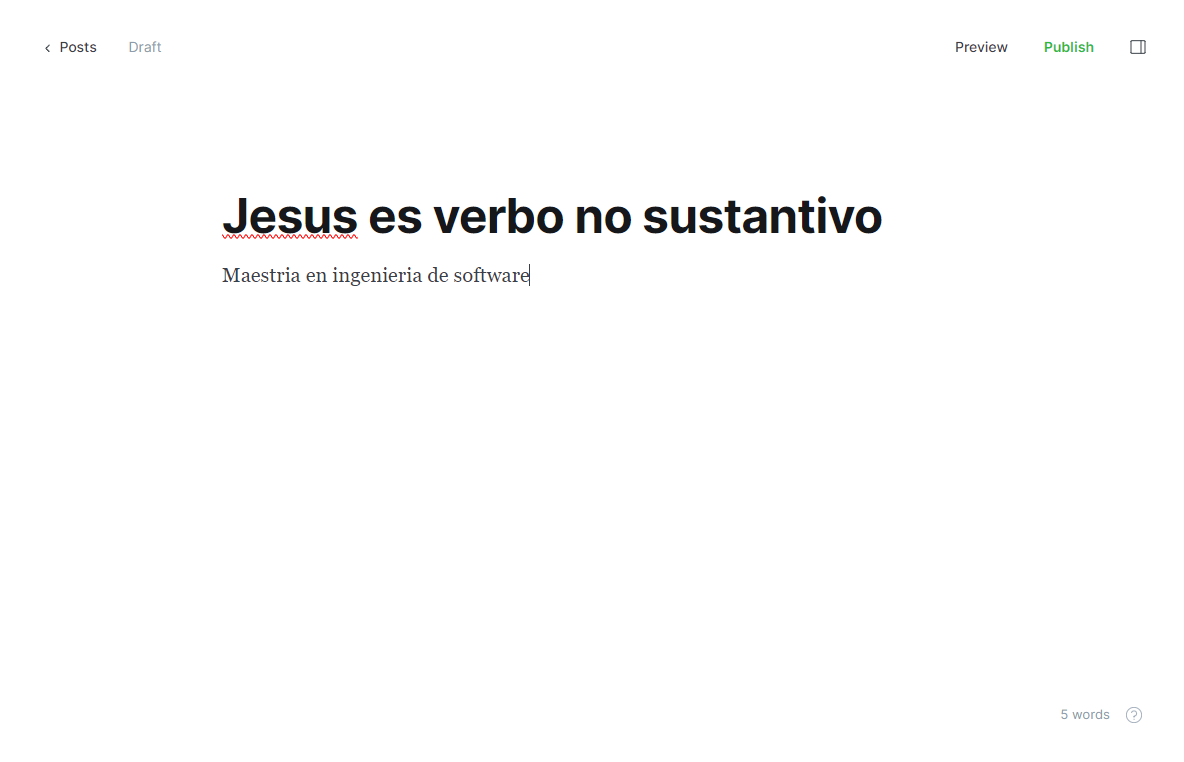 Posts Draft Preview Publish
Jesus es verbo no sustantivo
Maestria en ingenieria de software
5 words ?